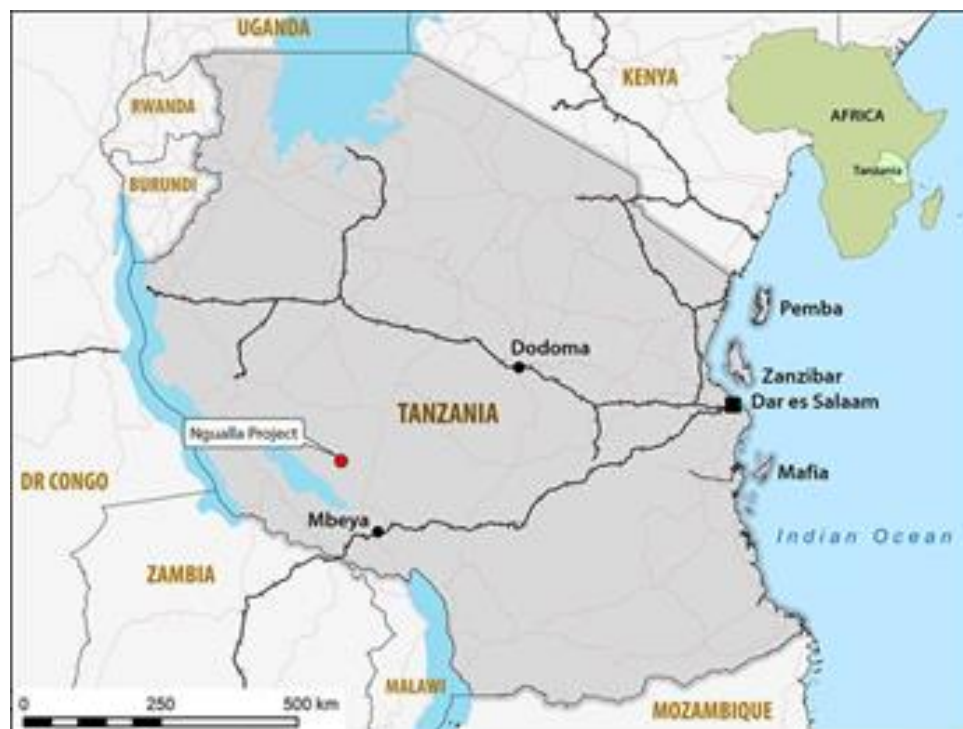 UGANDA
KENYA
RWANDA
AFRICA
BURUNDI
Tanzania
Pemba
Dodoma
Zanzibar
TANZANIA
Dar es Salaam
Ngualla Project
DR CONGO
Mafia
Mbeya
Indian Ocean
ZAMBIA
MALAWI
0 250 500 km
MOZAMBIQUE